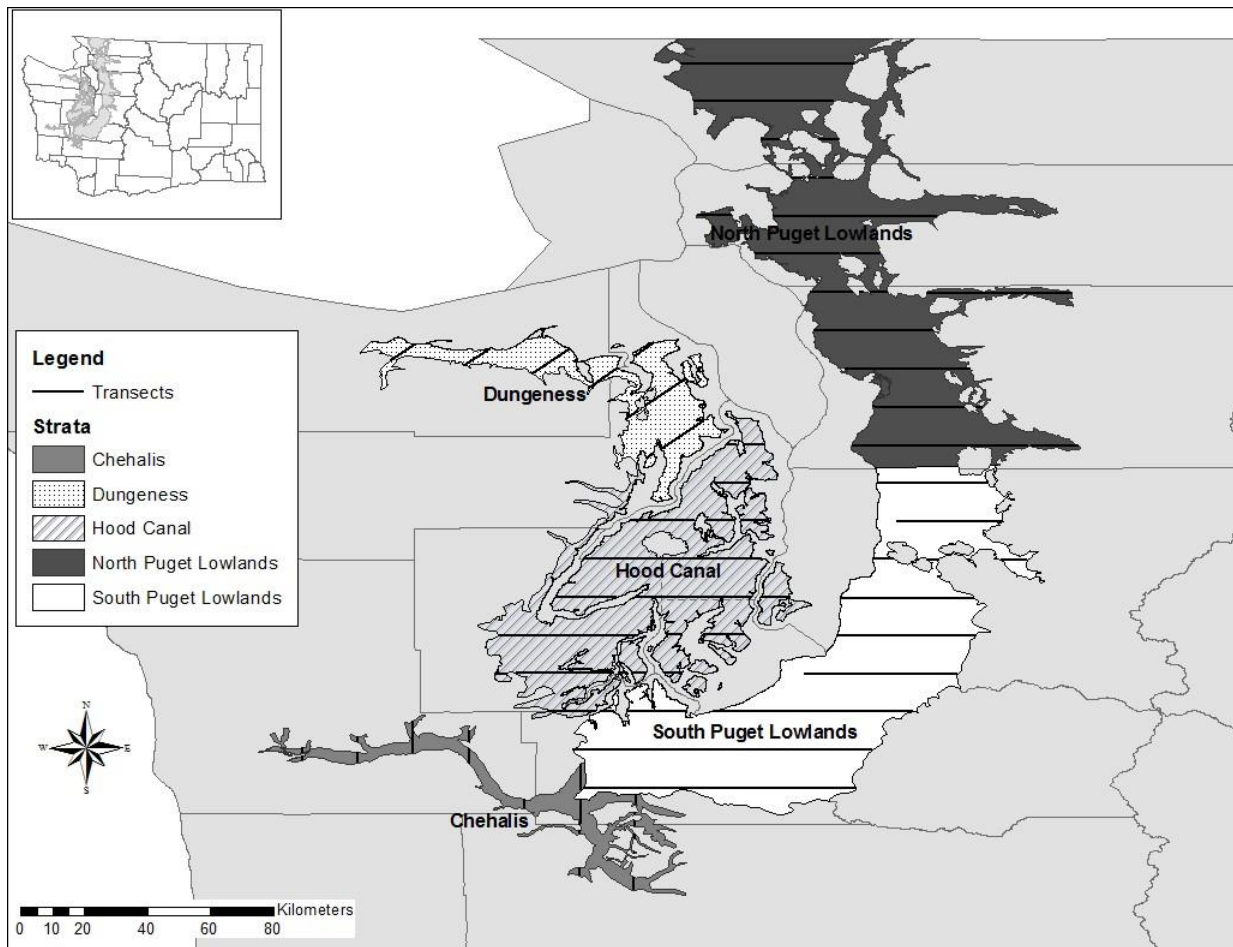 North Puget Lowlands
Legend
Transects
Strata
Chehalis
Dungeness
Hood Canal
North Puget Lowlands
South Puget Lowlands
Dungeness
Hood Canal
South Puget Lowlands
Chehalis
N
W E
S
Kilometers
0 10 20 40 60 80